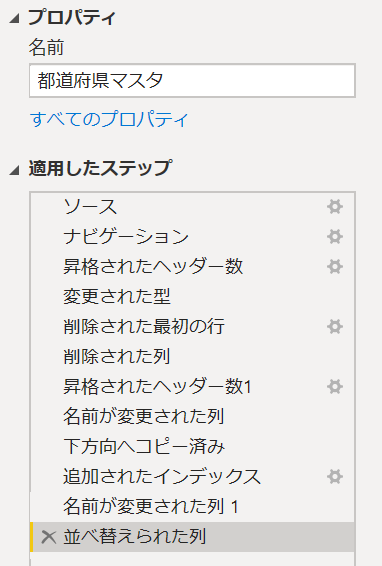 プロパティ
名前
都道府県マスタ
すべてのプロパティ
適用したステップ
ソース
ナビゲーション
昇格されたヘッダー数
変更された型
削除された最初の行
削除された列
昇格されたヘッダー数1
名前が変更された列
下方向へコピー済み
追加されたインデックス
名前が変更された列 1
並べ替えられた列